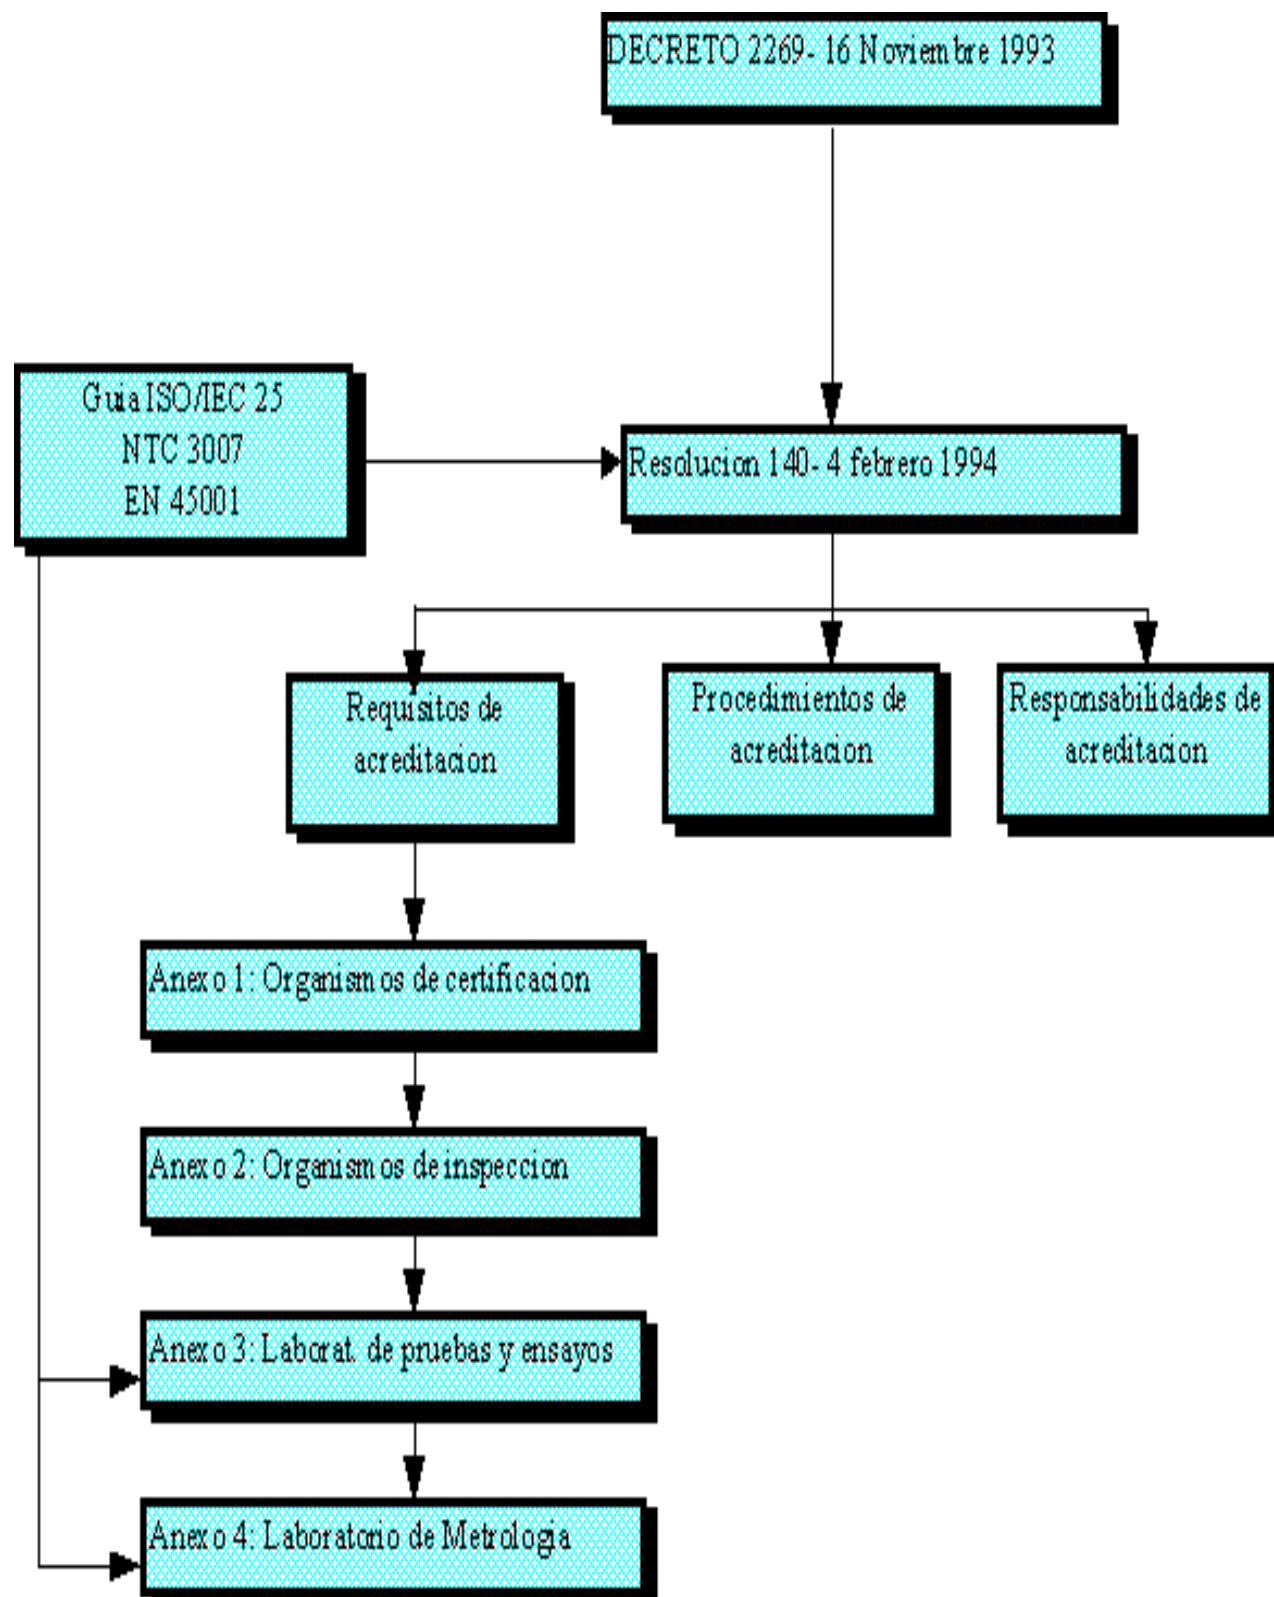 DECRETO 2269- 16 Noviembre 1993
Guia ISO/IEC 25
NTC 3007
EN 45001
Resolucion 140- 4 febrero 1994
Requisitos de
acreditacion
Procedimientos de
acreditacion
Responsabilidades de
acreditacion
Anexo 1: Organismos de certificacion
Anexo 2: Organismos de inspeccion
Anexo 3: Laborat. de pruebas y ensayos
Anexo 4: Laboratorio de Metrologia